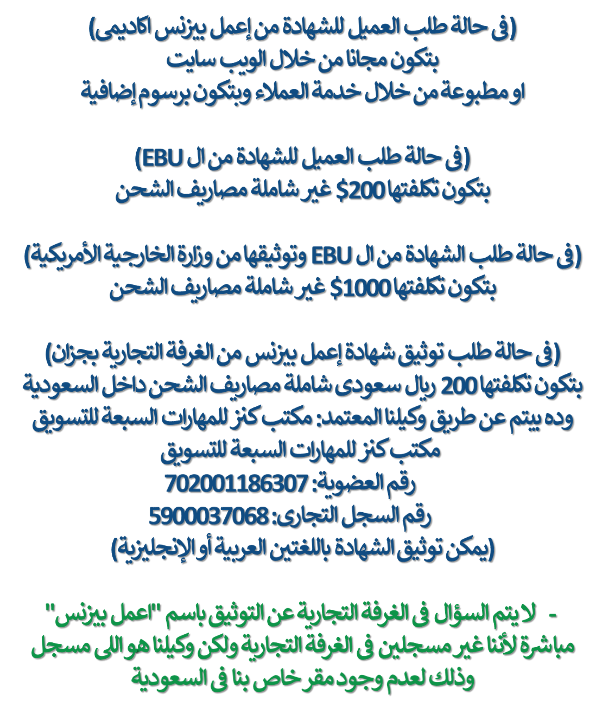 (فى حالة طلب العميل للشهادة من إعمل بيزنس اكاديمى)
بتكون مجانا من خلال الويب سايت
او مطبوعة من خلال خدمة العملاء وبتكون برسوم إضافية
(فى حالة طلب العميل للشهادة من ال EBU)
بتكون تكلفتها 200$ غير شاملة مصاريف الشحن
(فى حالة طلب الشهادة من ال EBU وتوثيقها من وزارة الخارجية الأمريكية)
بتكون تكلفتها 1000$ غير شاملة مصاريف الشحن
(فى حالة طلب توثيق شهادة إعمل بيزنس من الغرفة التجارية بجزان)
بتكون تكلفتها 200 ريال سعودى شاملة مصاريف الشحن داخل السعودية
وده بيتم عن طريق وكيلنا المعتمد: مكتب كنز للمهارات السبعة للتسويق
مكتب كنز للمهارات السبعة للتسويق
رقم العضوية: 702001186307
رقم السجل التجارى: 5900037068
(يمكن توثيق الشهادة باللغتين العربية أو الإنجليزية)
- لا يتم السؤال فى الغرفة التجارية عن التوثيق باسم "اعمل بيزنس"
مباشرة لأننا غير مسجلين فى الغرفة التجارية ولكن وكيلنا هو اللى مسجل
وذلك لعدم وجود مقر خاص بنا فى السعودية